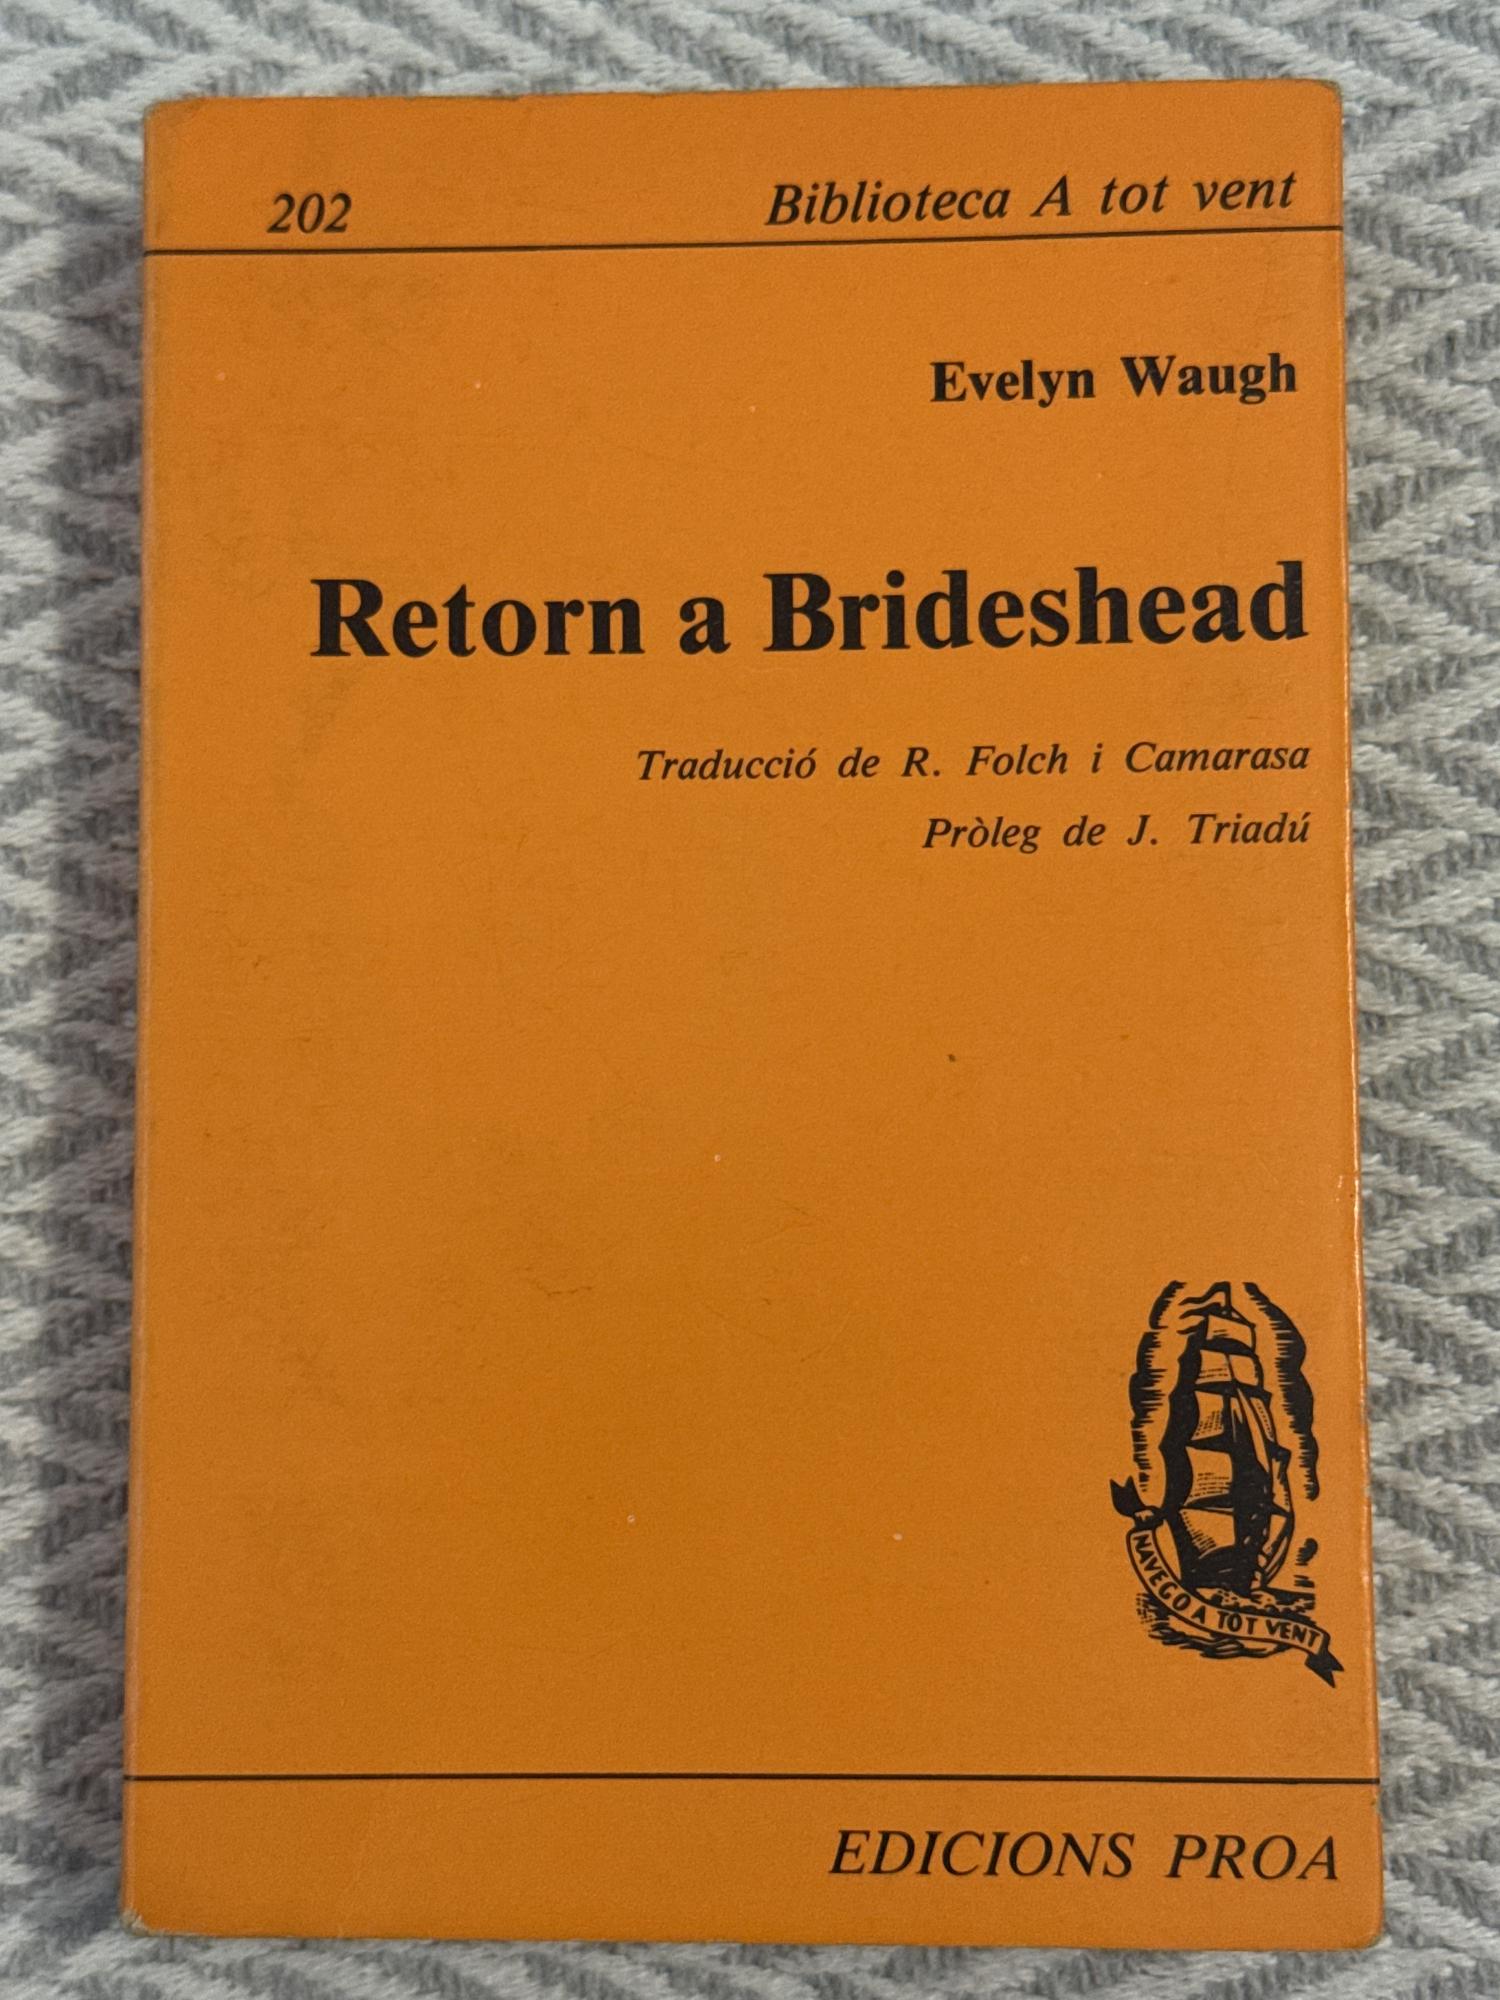 202
Biblioteca A tot vent
Evelyn Waugh
Retorn a Brideshead
Traducció de R. Folch i Camarasa
Pròleg de J. Triadú
NAVEGO A TOT VENT
EDICIONS PROA